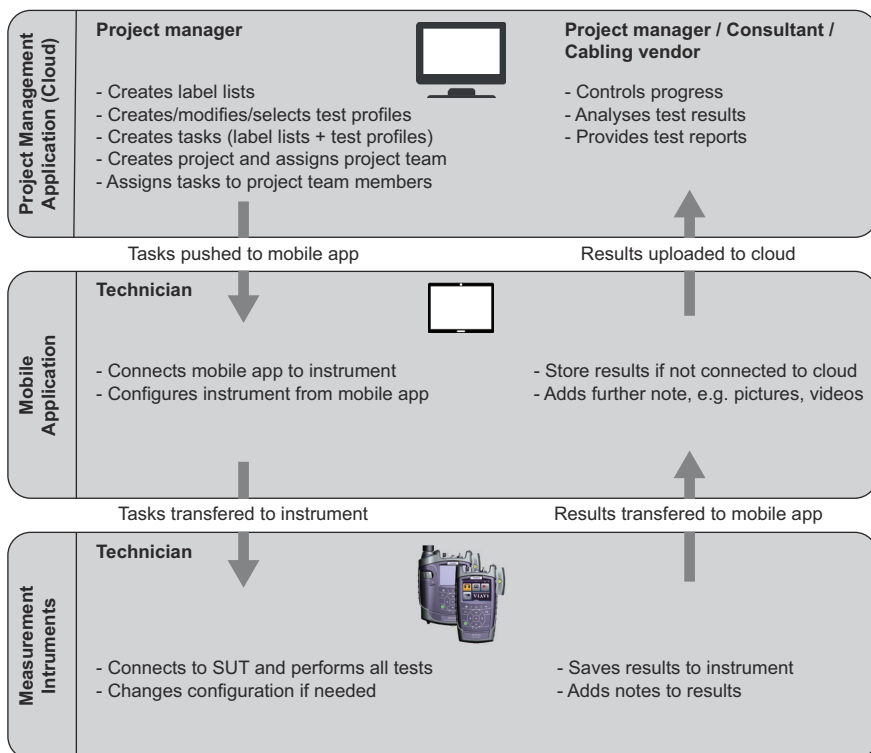 Project Management
Application (Cloud)
Project manager
- Creates label lists
- Creates/modifies/selects test profiles
- Creates tasks (label lists + test profiles)
- Creates project and assigns project team
- Assigns tasks to project team members
Project manager / Consultant /
Cabling vendor
- Controls progress
- Analyses test results
- Provides test reports
Tasks pushed to mobile app
Results uploaded to cloud
Mobile
Application
Technician
- Connects mobile app to instrument
- Configures instrument from mobile app
- Store results if not connected to cloud
- Adds further note, e.g. pictures, videos
Tasks transfered to instrument
Results transfered to mobile app
Measurement
Intruments
Technician
VIAVI
- Connects to SUT and performs all tests
- Changes configuration if needed
- Saves results to instrument
- Adds notes to results